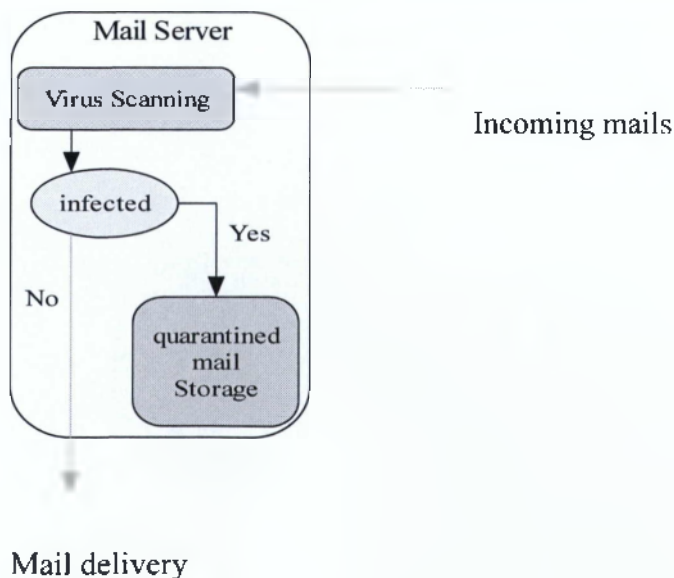 Mail Server
Virus Scanning
Incoming mails
infected
Yes
No
quarantined
mail
Storage
Mail delivery